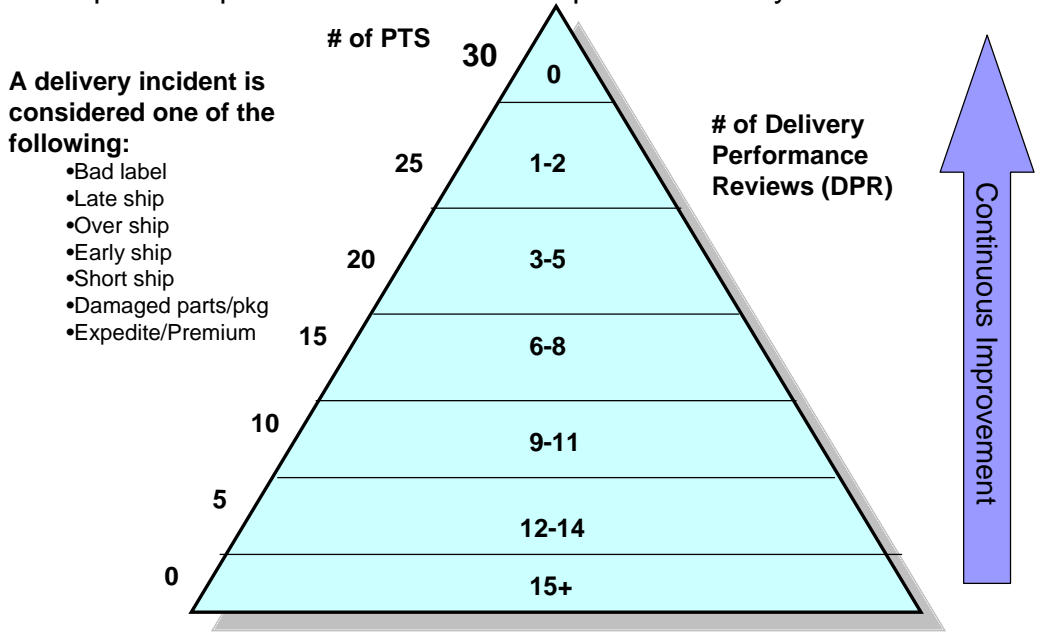 # of PTS
30
0
A delivery incident is
considered one of the
following:
•Bad label
•Late ship
•Over ship
•Early ship
•Short ship
•Damaged parts/pkg
•Expedite/Premium
# of Delivery
Performance
Reviews (DPR)
25
1-2
20
3-5
15
6-8
10
9-11
5
12-14
0
15+
Continuous Improvement